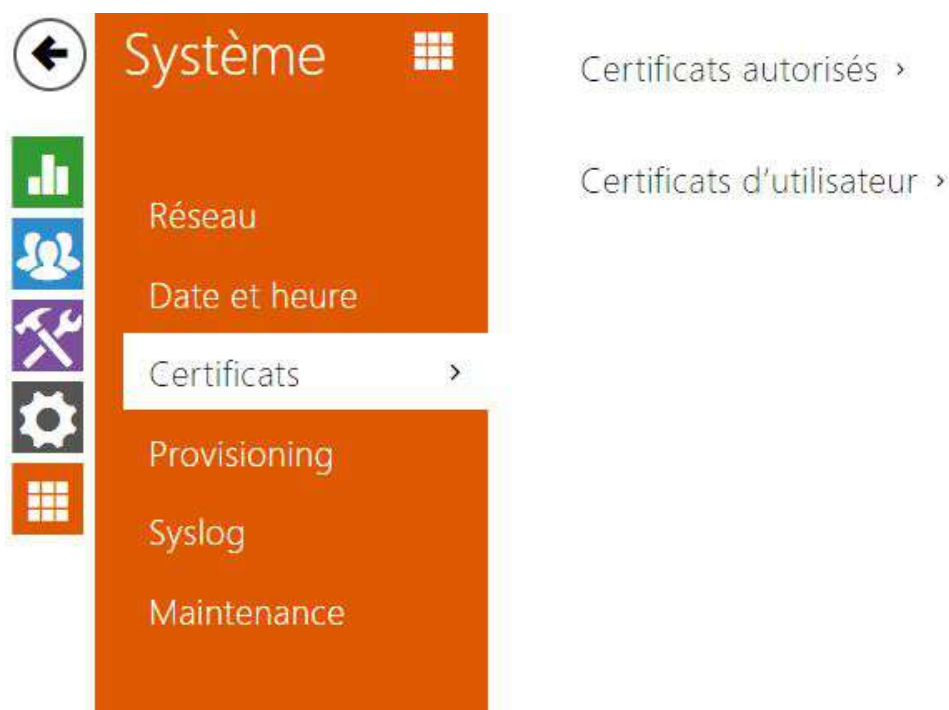 Système
Réseau
Date et heure
Certificats
Provisioning
Syslog
Maintenance
Certificats autorisés ›
Certificats d’utilisateur ›